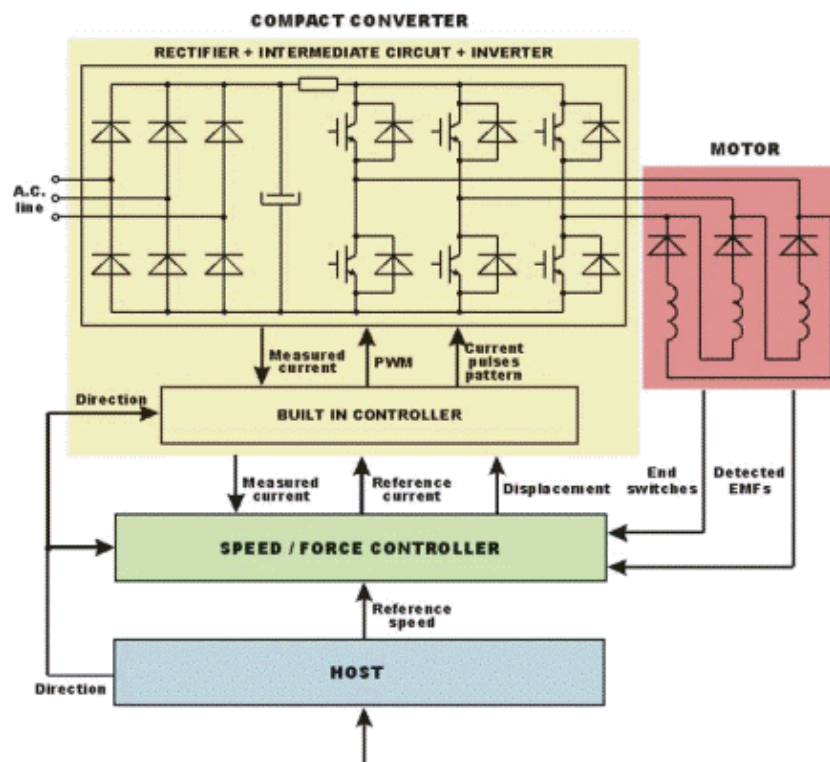 COMPACT CONVERTER
RECTIFIER + INTERMEDIATE CIRCUIT + INVERTER
MOTOR
A.C.
line
Measured
current
PWM
Current
pulses
pattern
Direction
BUILT IN CONTROLLER
Measured
current
Reference
current
Displacement
End
switches
Detected
EMFs
SPEED / FORCE CONTROLLER
Reference
speed
HOST
Direction